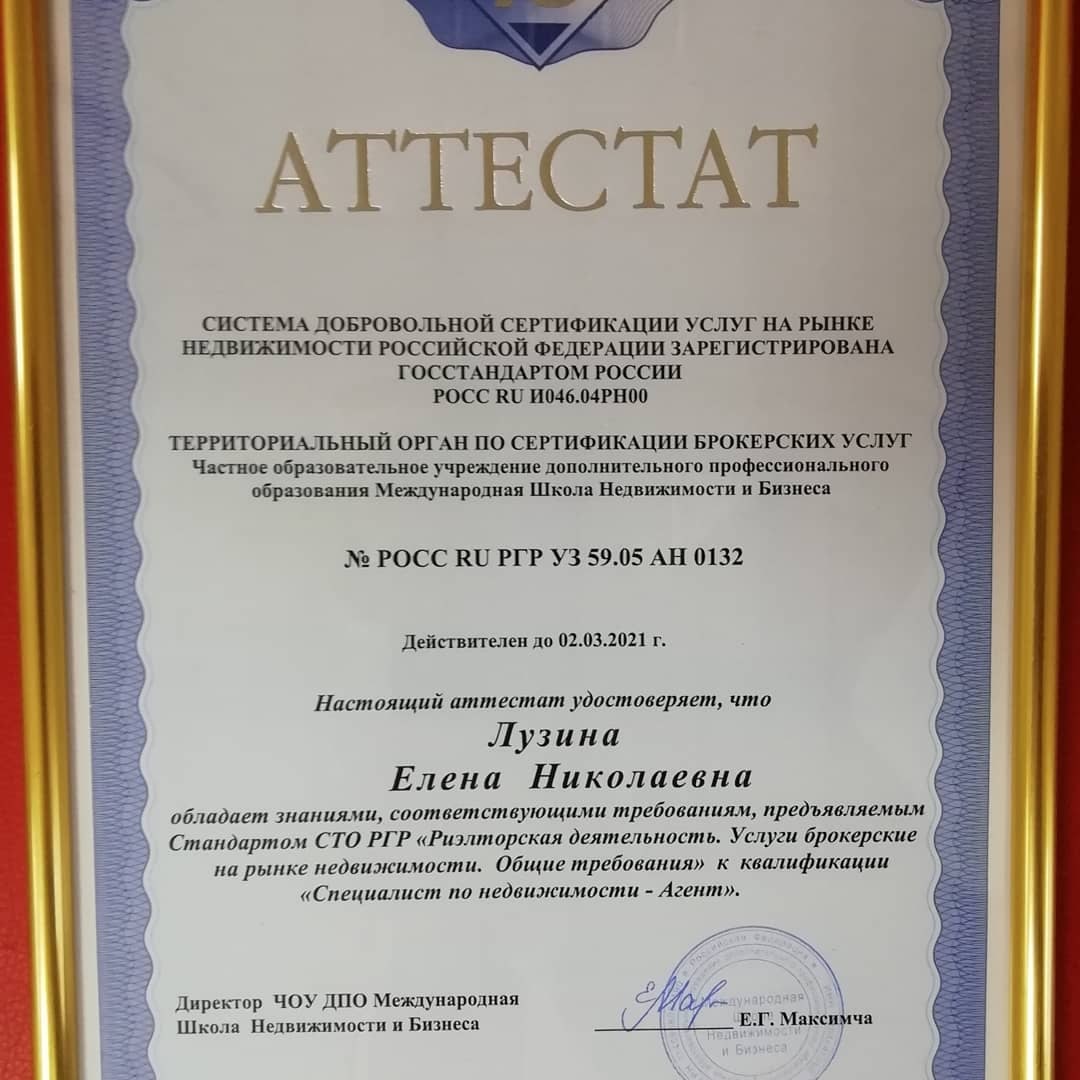 АТТЕСТАТ
СИСТЕМА ДОБРОВОЛЬНОЙ СЕРТИФИКАЦИИ УСЛУГ НА РЫНКЕ
НЕДВИЖИМОСТИ РОССИЙСКОЙ ФЕДЕРАЦИИ ЗАРЕГИСТРИРОВАНА
ГОССТАНДАРТОМ РОССИИ
РОСС RU И046.04РН00
ТЕРРИТОРИАЛЬНЫЙ ОРГАН ПО СЕРТИФИКАЦИИ БРОКЕРСКИХ УСЛУГ
Частное образовательное учреждение дополнительного профессионального
образования Международная Школа Недвижимости и Бизнеса
№ РОСС RU РГР УЗ 59.05 АН 0132
Действителен до 02.03.2021 г.
Настоящий аттестат удостоверяет, что
Лузина
Елена Николаевна
обладает знаниями, соответствующими требованиям, предъявляемым
Стандартом СТО РГР «Риэлторская деятельность. Услуги брокерские
на рынке недвижимости. Общие требования» к квалификации
«Специалист по недвижимости - Агент».
Директор ЧОУ ДПО Международная
Школа Недвижимости и Бизнеса
Е.Г. Максимча
Российская Федерация
Недвижимости
и Бизнеса